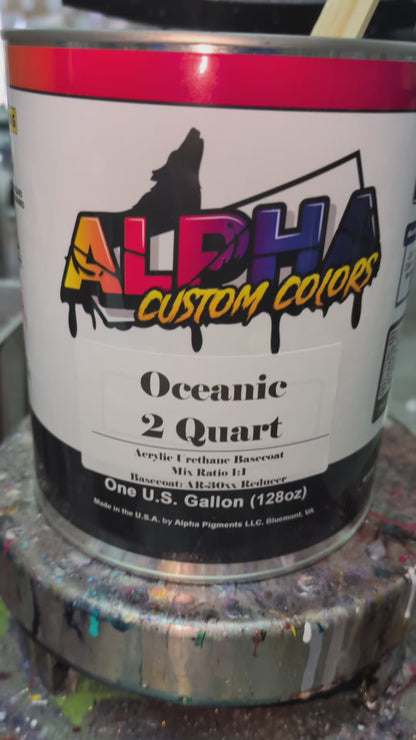 ALPHA
CUSTOM COLORS
Oceanic
2 Quart
Acrylic Urethane Basecoat
Mix Ratio 1:1
Basecoat: AR-30xx Reducer
One U.S. Gallon (128oz)
Made in the U.S.A. by Alpha Pigments LLC, Bluemont, VA